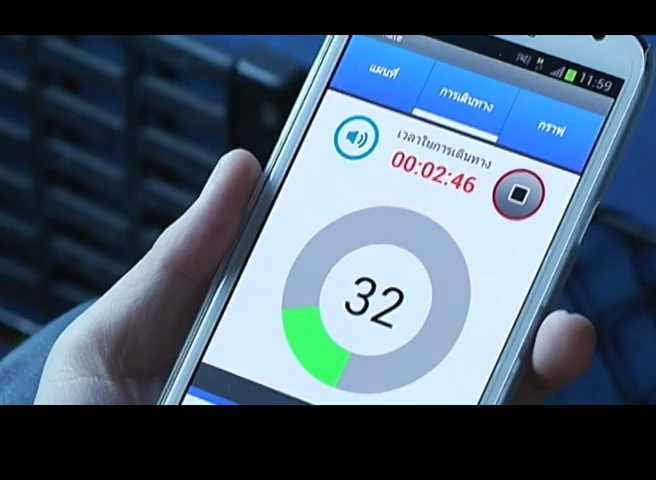 11:59
แผนที่ การเดินทาง กราฟ
เวลาในการเดินทาง
00:02:46
32